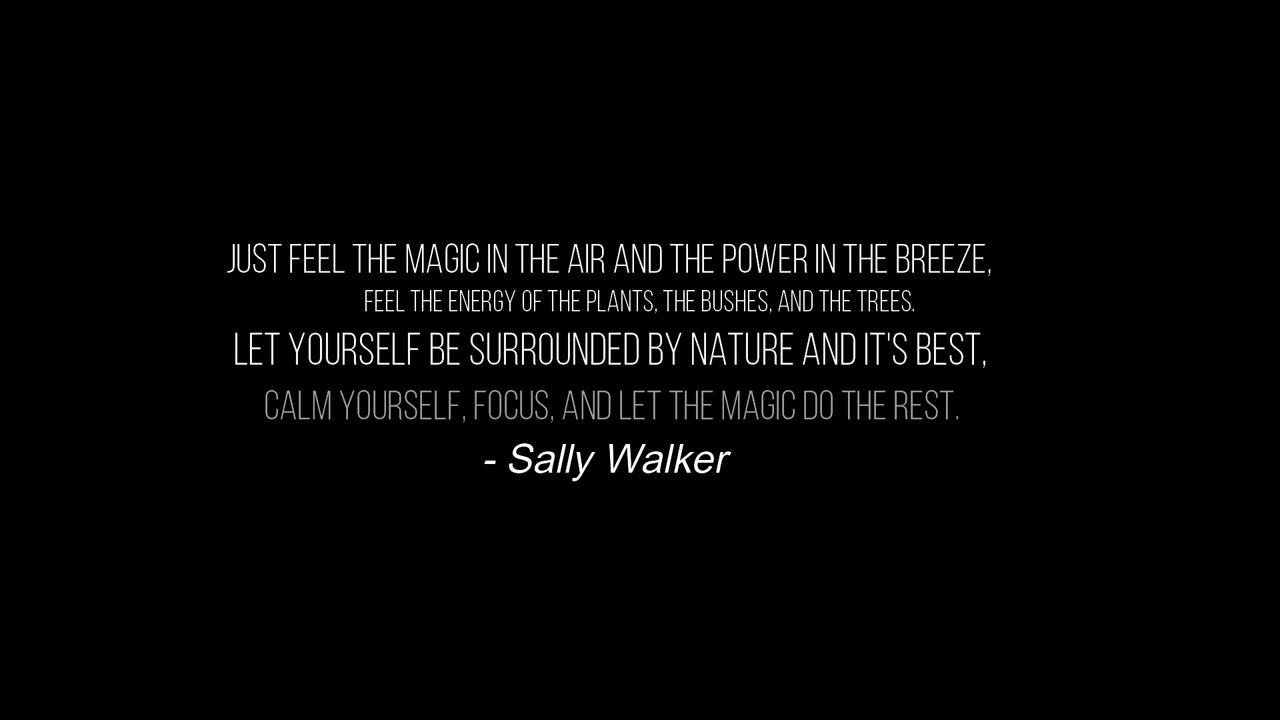 JUST FEEL THE MAGIC IN THE AIR AND THE POWER IN THE BREEZE,
FEEL THE ENERGY OF THE PLANTS, THE BUSHES, AND THE TREES.
LET YOURSELF BE SURROUNDED BY NATURE AND IT'S BEST,
CALM YOURSELF, FOCUS, AND LET THE MAGIC DO THE REST.
- Sally Walker